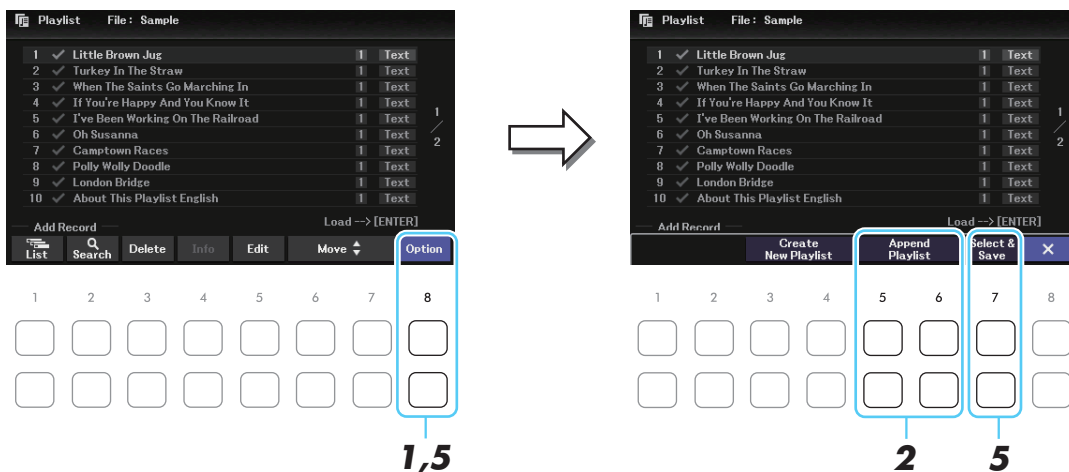 Playlist File: Sample
1 Little Brown Jug 1 Text
2 Turkey In The Straw 1 Text
3 When The Saints Go Marching In 1 Text
4 If You're Happy And You Know It 1 Text
5 I've Been Working On The Railroad 1 Text
6 Oh Susanna 1 Text
7 Camptown Races 1 Text
8 Polly Wolly Doodle 1 Text
9 London Bridge 1 Text
10 About This Playlist English 1 Text
1 / 2
Add Record Load -->[ENTER]
List Search Delete Info Edit Move Option
1 2 3 4 5 6 7 8
1,5
Playlist File: Sample
1 Little Brown Jug 1 Text
2 Turkey In The Straw 1 Text
3 When The Saints Go Marching In 1 Text
4 If You're Happy And You Know It 1 Text
5 I've Been Working On The Railroad 1 Text
6 Oh Susanna 1 Text
7 Camptown Races 1 Text
8 Polly Wolly Doodle 1 Text
9 London Bridge 1 Text
10 About This Playlist English 1 Text
1 / 2
Add Record Load -->[ENTER]
Create New Playlist
Append Playlist
Select & Save
×
1 2 3 4 5 6 7 8
2 5